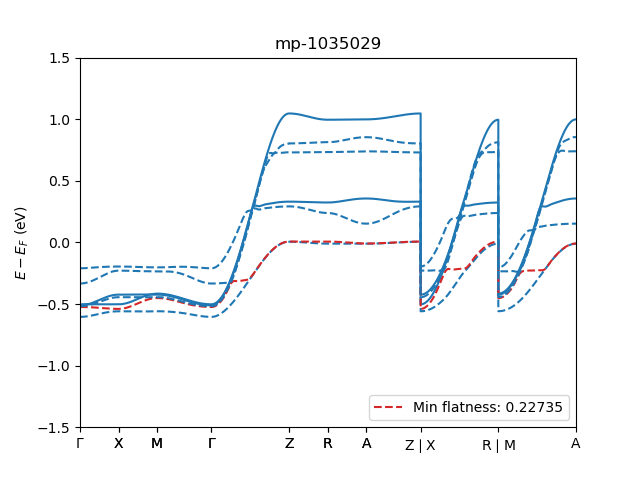 mp-1035029
E − E_F (eV)
1.5
1.0
0.5
0.0
−0.5
−1.0
−1.5
Min flatness: 0.22735
Γ X M Γ Z R A Z | X R | M A